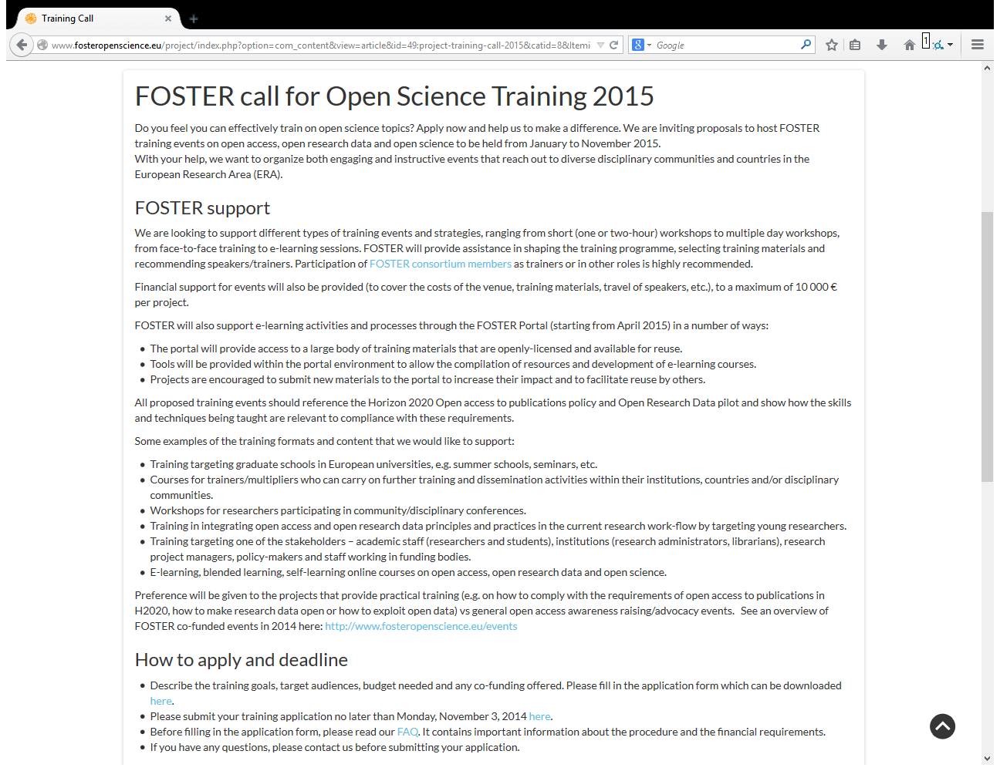 Training Call
www.fosteropenscience.eu/project/index.php?option=com_content&view=article&id=49:project-training-call-2015&catid=8&Itemi
8
Google
1
FOSTER call for Open Science Training 2015
Do you feel you can effectively train on open science topics? Apply now and help us to make a difference. We are inviting proposals to host FOSTER
training events on open access, open research data and open science to be held from January to November 2015.
With your help, we want to organize both engaging and instructive events that reach out to diverse disciplinary communities and countries in the
European Research Area (ERA).
FOSTER support
We are looking to support different types of training events and strategies, ranging from short (one or two-hour) workshops to multiple day workshops,
from face-to-face training to e-learning sessions. FOSTER will provide assistance in shaping the training programme, selecting training materials and
recommending speakers/trainers. Participation of FOSTER consortium members as trainers or in other roles is highly recommended.
Financial support for events will also be provided (to cover the costs of the venue, training materials, travel of speakers, etc.), to a maximum of 10 000 €
per project.
FOSTER will also support e-learning activities and processes through the FOSTER Portal (starting from April 2015) in a number of ways:
• The portal will provide access to a large body of training materials that are openly-licensed and available for reuse.
• Tools will be provided within the portal environment to allow the compilation of resources and development of e-learning courses.
• Projects are encouraged to submit new materials to the portal to increase their impact and to facilitate reuse by others.
All proposed training events should reference the Horizon 2020 Open access to publications policy and Open Research Data pilot and show how the skills
and techniques being taught are relevant to compliance with these requirements.
Some examples of the training formats and content that we would like to support:
• Training targeting graduate schools in European universities, e.g. summer schools, seminars, etc.
• Courses for trainers/multipliers who can carry on further training and dissemination activities within their institutions, countries and/or disciplinary
communities.
• Workshops for researchers participating in community/disciplinary conferences.
• Training in integrating open access and open research data principles and practices in the current research work-flow by targeting young researchers.
• Training targeting one of the stakeholders – academic staff (researchers and students), institutions (research administrators, librarians), research
project managers, policy-makers and staff working in funding bodies.
• E-learning, blended learning, self-learning online courses on open access, open research data and open science.
Preference will be given to the projects that provide practical training (e.g. on how to comply with the requirements of open access to publications in
H2020, how to make research data open or how to exploit open data) vs general open access awareness raising/advocacy events. See an overview of
FOSTER co-funded events in 2014 here: http://www.fosteropenscience.eu/events
How to apply and deadline
• Describe the training goals, target audiences, budget needed and any co-funding offered. Please fill in the application form which can be downloaded
here.
• Please submit your training application no later than Monday, November 3, 2014 here.
• Before filling in the application form, please read our FAQ. It contains important information about the procedure and the financial requirements.
• If you have any questions, please contact us before submitting your application.